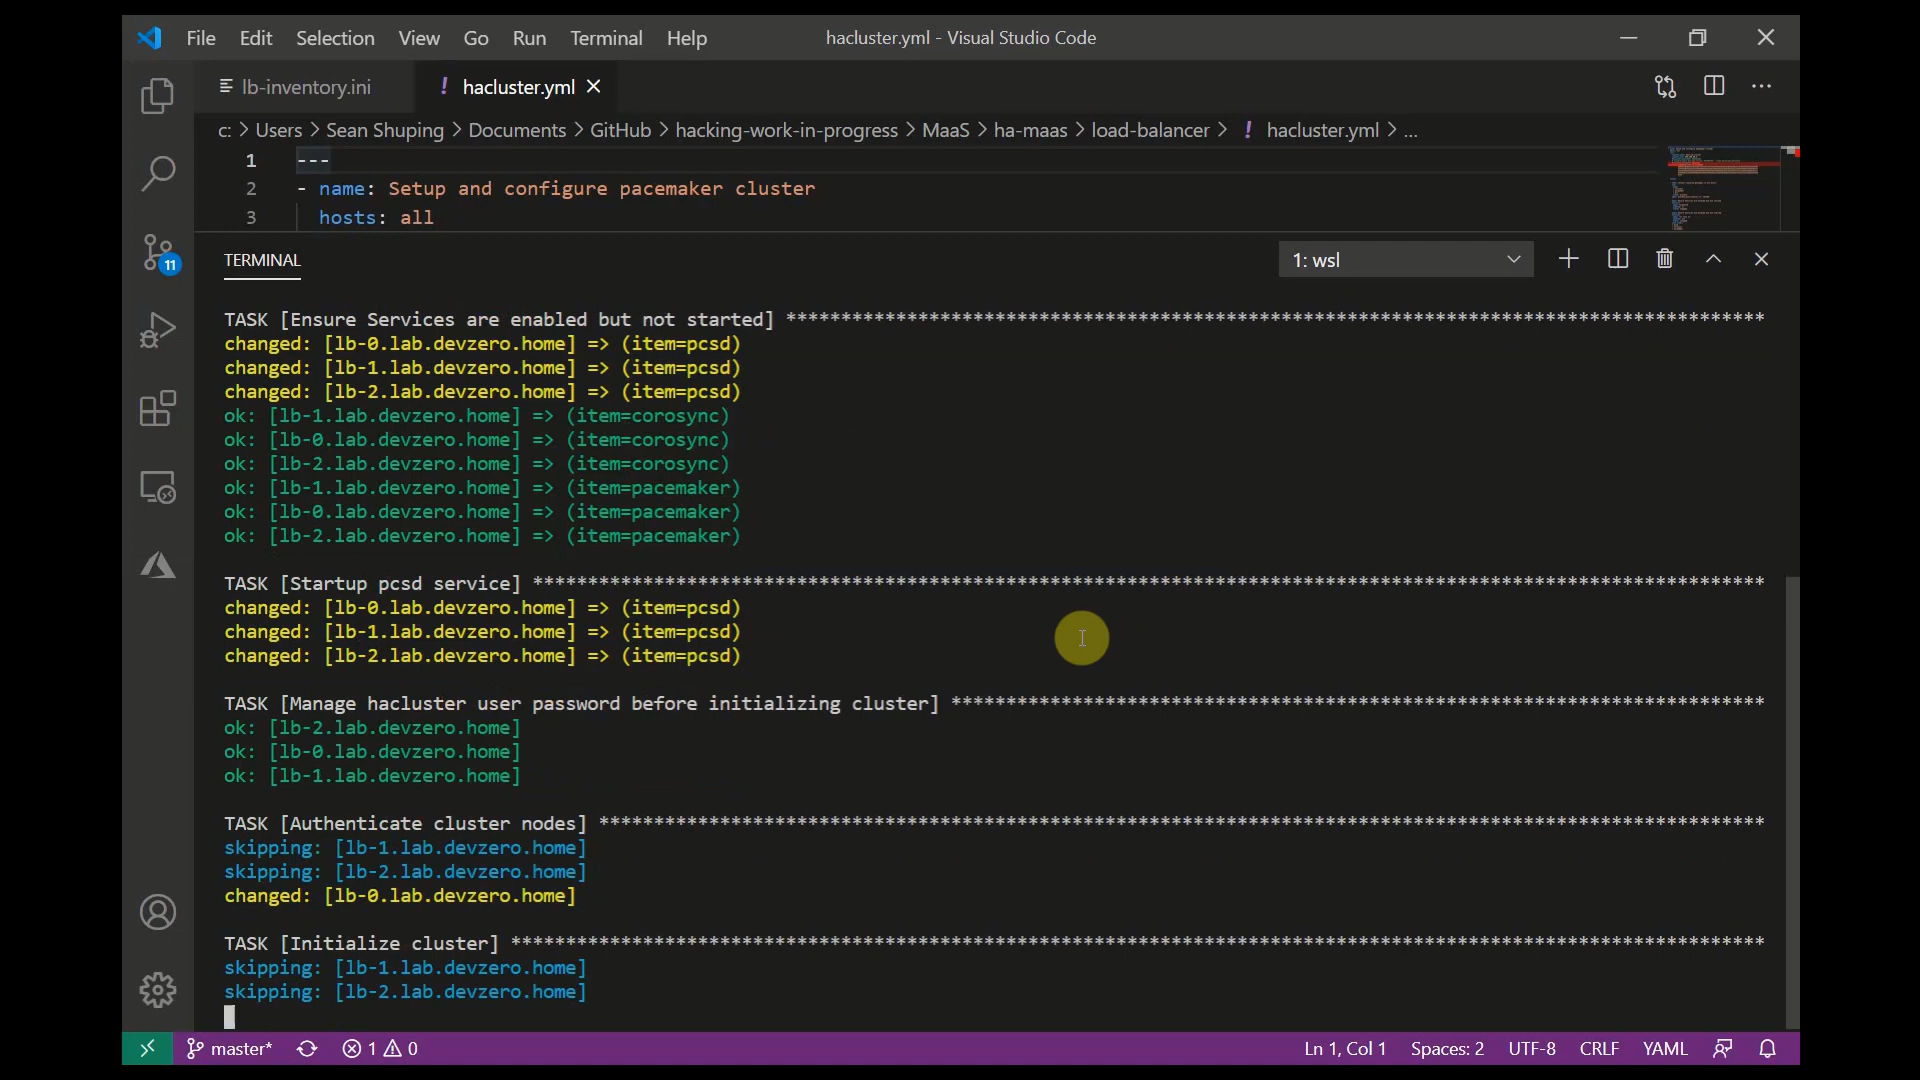 File Edit Selection View Go Run Terminal Help hacluster.yml - Visual Studio Code
lb-inventory.ini ! hacluster.yml
c: > Users > Sean Shuping > Documents > GitHub > hacking-work-in-progress > MaaS > ha-maas > load-balancer > ! hacluster.yml > ...
1 ---
2 - name: Setup and configure pacemaker cluster
3 hosts: all
11
TERMINAL 1: wsl
TASK [Ensure Services are enabled but not started] *****************************************************************************************
changed: [lb-0.lab.devzero.home] => (item=pcsd)
changed: [lb-1.lab.devzero.home] => (item=pcsd)
changed: [lb-2.lab.devzero.home] => (item=pcsd)
ok: [lb-1.lab.devzero.home] => (item=corosync)
ok: [lb-0.lab.devzero.home] => (item=corosync)
ok: [lb-2.lab.devzero.home] => (item=corosync)
ok: [lb-1.lab.devzero.home] => (item=pacemaker)
ok: [lb-0.lab.devzero.home] => (item=pacemaker)
ok: [lb-2.lab.devzero.home] => (item=pacemaker)
TASK [Startup pcsd service] ****************************************************************************************************************
changed: [lb-0.lab.devzero.home] => (item=pcsd)
changed: [lb-1.lab.devzero.home] => (item=pcsd)
changed: [lb-2.lab.devzero.home] => (item=pcsd)
TASK [Manage hacluster user password before initializing cluster] **************************************************************************
ok: [lb-2.lab.devzero.home]
ok: [lb-0.lab.devzero.home]
ok: [lb-1.lab.devzero.home]
TASK [Authenticate cluster nodes] **********************************************************************************************************
skipping: [lb-1.lab.devzero.home]
skipping: [lb-2.lab.devzero.home]
changed: [lb-0.lab.devzero.home]
TASK [Initialize cluster] ******************************************************************************************************************
skipping: [lb-1.lab.devzero.home]
skipping: [lb-2.lab.devzero.home]
master* 1 0 Ln 1, Col 1 Spaces: 2 UTF-8 CRLF YAML